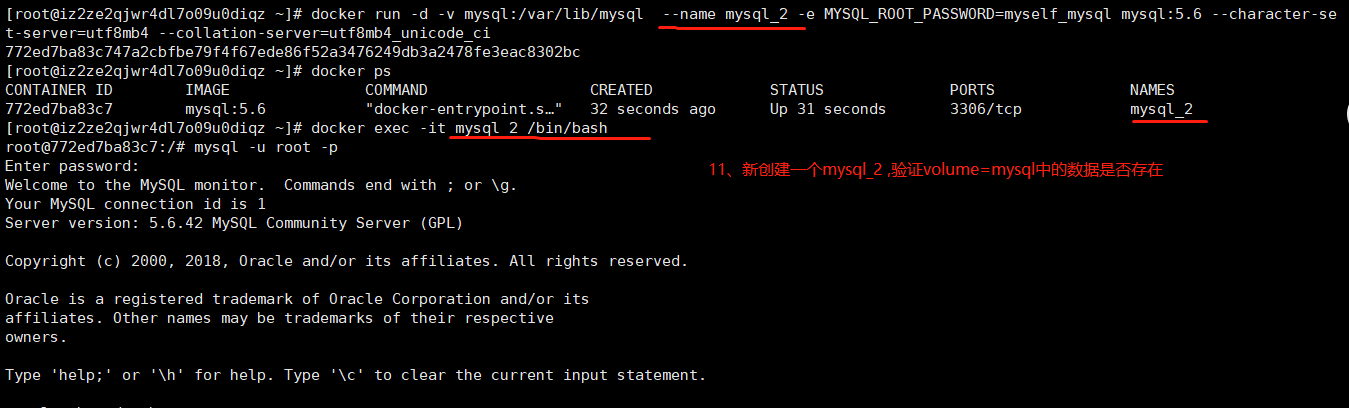 [root@iz2ze2qjwr4dl7o09u0diqz ~]# docker run -d -v mysql:/var/lib/mysql  --name mysql_2 -e MYSQL_ROOT_PASSWORD=myself_mysql mysql:5.6 --character-se
t-server=utf8mb4 --collation-server=utf8mb4_unicode_ci
772ed7ba83c747a2cbfbe79f4f67ede86f52a3476249db3a2478fe3eac8302bc
[root@iz2ze2qjwr4dl7o09u0diqz ~]# docker ps
CONTAINER ID        IMAGE               COMMAND                  CREATED             STATUS              PORTS               NAMES
772ed7ba83c7        mysql:5.6           "docker-entrypoint.s…"   32 seconds ago      Up 31 seconds       3306/tcp            mysql_2
[root@iz2ze2qjwr4dl7o09u0diqz ~]# docker exec -it mysql_2 /bin/bash
root@772ed7ba83c7:/# mysql -u root -p
Enter password:
11、新创建一个mysql_2 ,验证volume=mysql中的数据是否存在
Welcome to the MySQL monitor.  Commands end with ; or \g.
Your MySQL connection id is 1
Server version: 5.6.42 MySQL Community Server (GPL)
Copyright (c) 2000, 2018, Oracle and/or its affiliates. All rights reserved.
Oracle is a registered trademark of Oracle Corporation and/or its
affiliates. Other names may be trademarks of their respective
owners.
Type 'help;' or '\h' for help. Type '\c' to clear the current input statement.